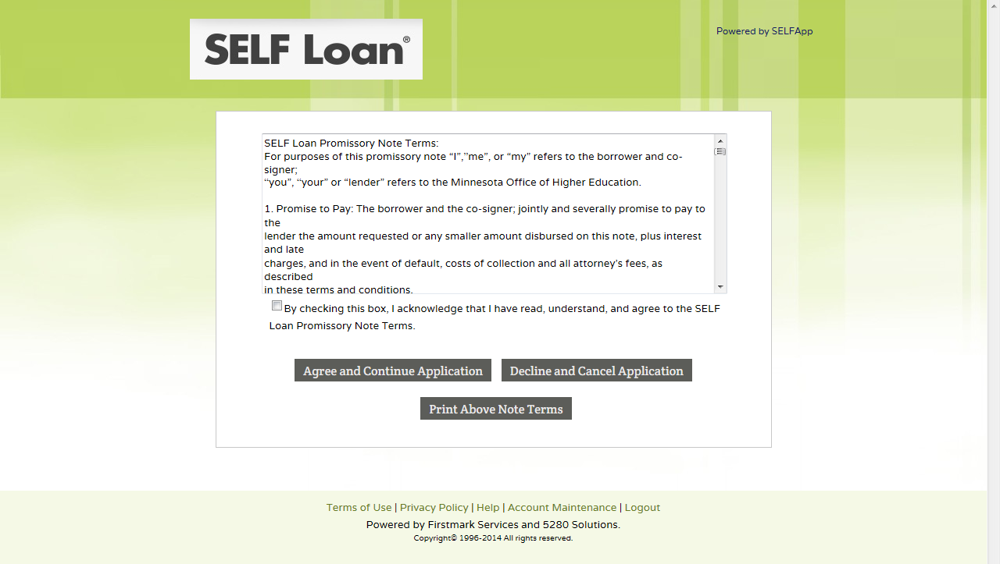 SELF Loan®
Powered by SELFApp
SELF Loan Promissory Note Terms:
For purposes of this promissory note “I”,”me”, or “my” refers to the borrower and co-
signer;
“you”, “your” or “lender” refers to the Minnesota Office of Higher Education.
1. Promise to Pay: The borrower and the co-signer; jointly and severally promise to pay to
the
lender the amount requested or any smaller amount disbursed on this note, plus interest
and late
charges, and in the event of default, costs of collection and all attorney’s fees, as
described
in these terms and conditions.
By checking this box, I acknowledge that I have read, understand, and agree to the SELF
Loan Promissory Note Terms.
Agree and Continue Application
Decline and Cancel Application
Print Above Note Terms
Terms of Use | Privacy Policy | Help | Account Maintenance | Logout
Powered by Firstmark Services and 5280 Solutions.
Copyright© 1996-2014 All rights reserved.